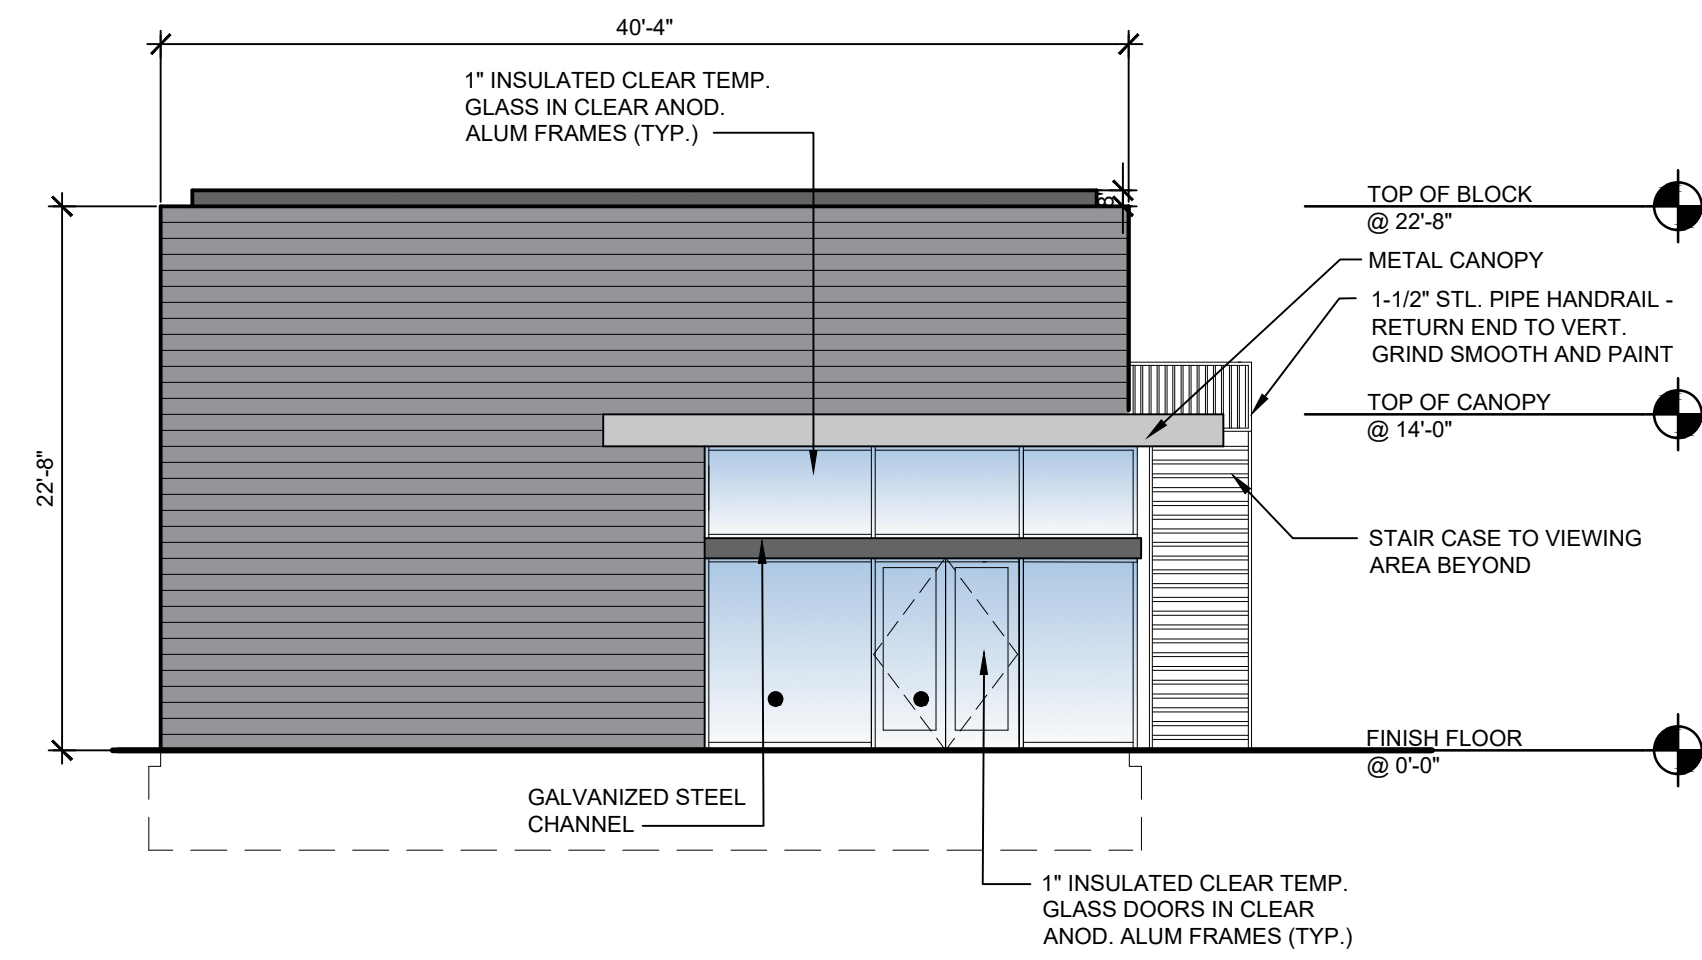 40'-4"
1" INSULATED CLEAR TEMP.
GLASS IN CLEAR ANOD.
ALUM FRAMES (TYP.)
8"
TOP OF BLOCK
@ 22'-8"
METAL CANOPY
1-1/2" STL. PIPE HANDRAIL -
RETURN END TO VERT.
GRIND SMOOTH AND PAINT
TOP OF CANOPY
@ 14'-0"
22'-8"
STAIR CASE TO VIEWING
AREA BEYOND
FINISH FLOOR
@ 0'-0"
GALVANIZED STEEL
CHANNEL
1" INSULATED CLEAR TEMP.
GLASS DOORS IN CLEAR
ANOD. ALUM FRAMES (TYP.)